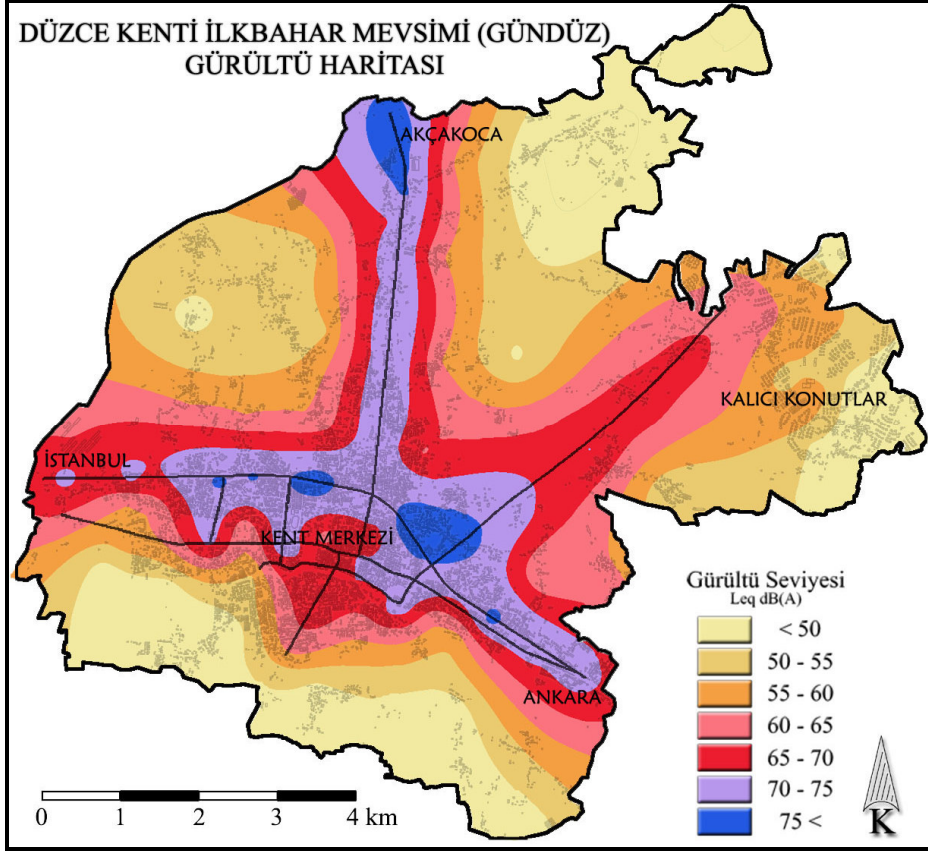 DÜZCE KENTİ İLKBAHAR MEVSİMİ (GÜNDÜZ)
GÜRÜLTÜ HARİTASI
AKÇAKOCA
KALICI KONUTLAR
İSTANBUL
KENT MERKEZİ
ANKARA
Gürültü Seviyesi
Leq dB(A)
< 50
50 - 55
55 - 60
60 - 65
65 - 70
70 - 75
75 <
0 1 2 3 4 km
K